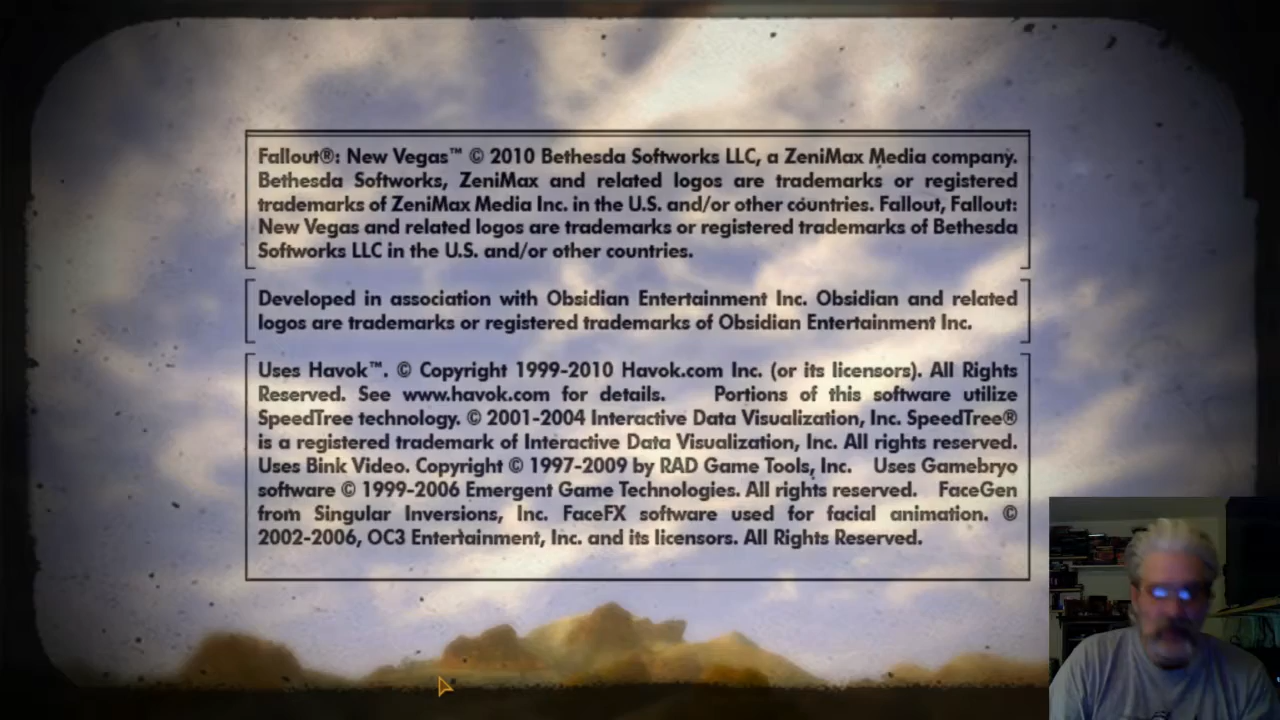 Fallout®: New Vegas™ © 2010 Bethesda Softworks LLC, a ZeniMax Media company.
Bethesda Softworks, ZeniMax and related logos are trademarks or registered
trademarks of ZeniMax Media Inc. in the U.S. and/or other countries. Fallout, Fallout:
New Vegas and related logos are trademarks or registered trademarks of Bethesda
Softworks LLC in the U.S. and/or other countries.
Developed in association with Obsidian Entertainment Inc. Obsidian and related
logos are trademarks or registered trademarks of Obsidian Entertainment Inc.
Uses Havok™. © Copyright 1999-2010 Havok.com Inc. (or its licensors). All Rights
Reserved. See www.havok.com for details. Portions of this software utilize
SpeedTree technology. © 2001-2004 Interactive Data Visualization, Inc. SpeedTree®
is a registered trademark of Interactive Data Visualization, Inc. All rights reserved.
Uses Bink Video. Copyright © 1997-2009 by RAD Game Tools, Inc. Uses Gamebryo
software © 1999-2006 Emergent Game Technologies. All rights reserved. FaceGen
from Singular Inversions, Inc. FaceFX software used for facial animation. ©
2002-2006, OC3 Entertainment, Inc. and its licensors. All Rights Reserved.